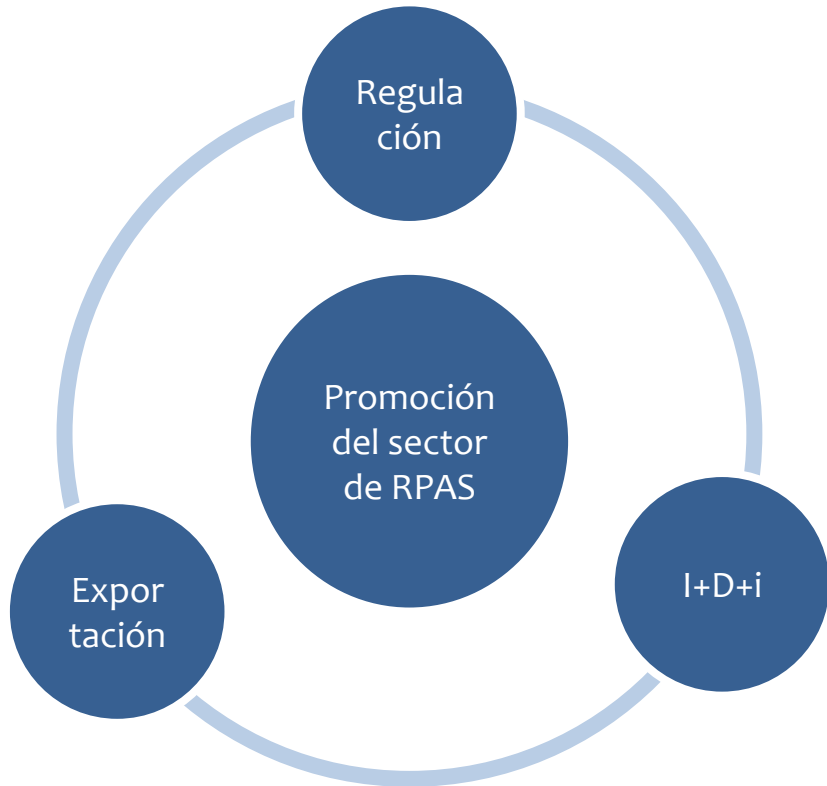 Regula
ción
Promoción
del sector
de RPAS
I+D+i
Expor
tación